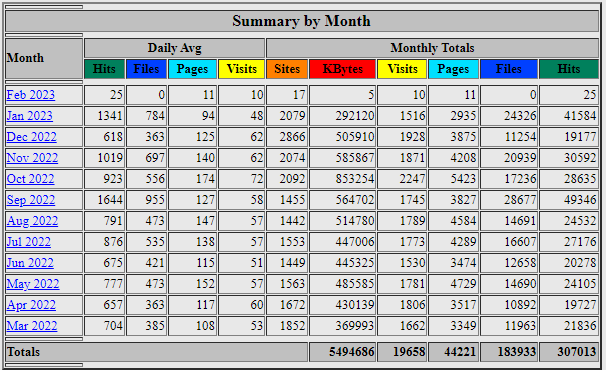 Summary by Month
Month Daily Avg Monthly Totals
Hits Files Pages Visits Sites KBytes Visits Pages Files Hits
Feb 2023 25 0 11 10 17 5 10 11 0 25
Jan 2023 1341 784 94 48 2079 292120 1516 2935 24326 41584
Dec 2022 618 363 125 62 2866 505910 1928 3875 11254 19177
Nov 2022 1019 697 140 62 2074 585867 1871 4208 20939 30592
Oct 2022 923 556 174 72 2092 853254 2247 5423 17236 28635
Sep 2022 1644 955 127 58 1455 564702 1745 3827 28677 49346
Aug 2022 791 473 147 57 1442 514780 1789 4584 14691 24532
Jul 2022 876 535 138 57 1553 447006 1773 4289 16607 27176
Jun 2022 675 421 115 51 1449 445325 1530 3474 12658 20278
May 2022 777 473 152 57 1563 485585 1781 4729 14690 24105
Apr 2022 657 363 117 60 1672 430139 1806 3517 10892 19727
Mar 2022 704 385 108 53 1852 369993 1662 3349 11963 21836
Totals 5494686 19658 44221 183933 307013